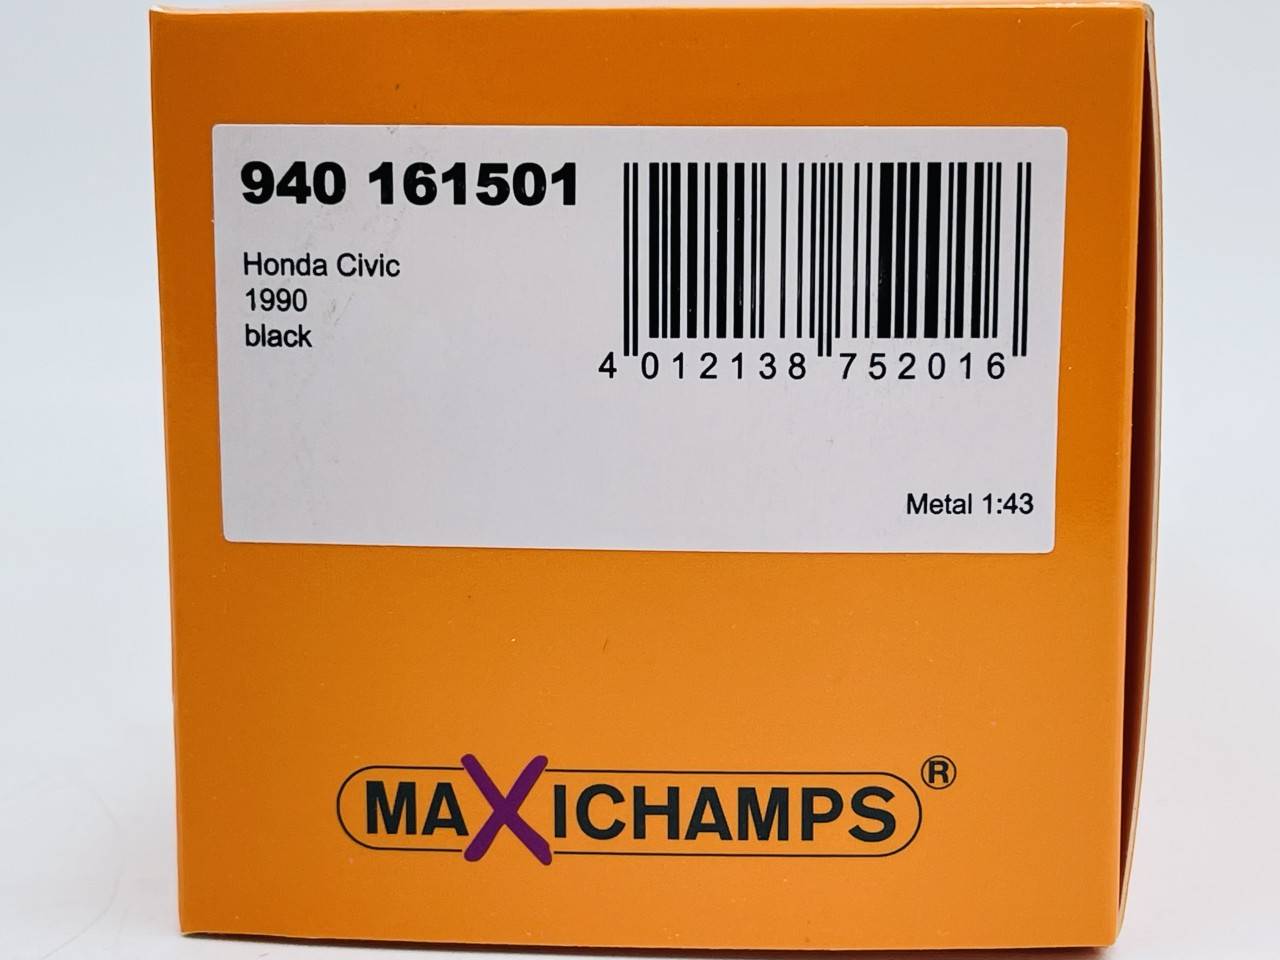 940 161501
Honda Civic
1990
black
4 012138 752016
Metal 1:43
MAXICHAMPS®